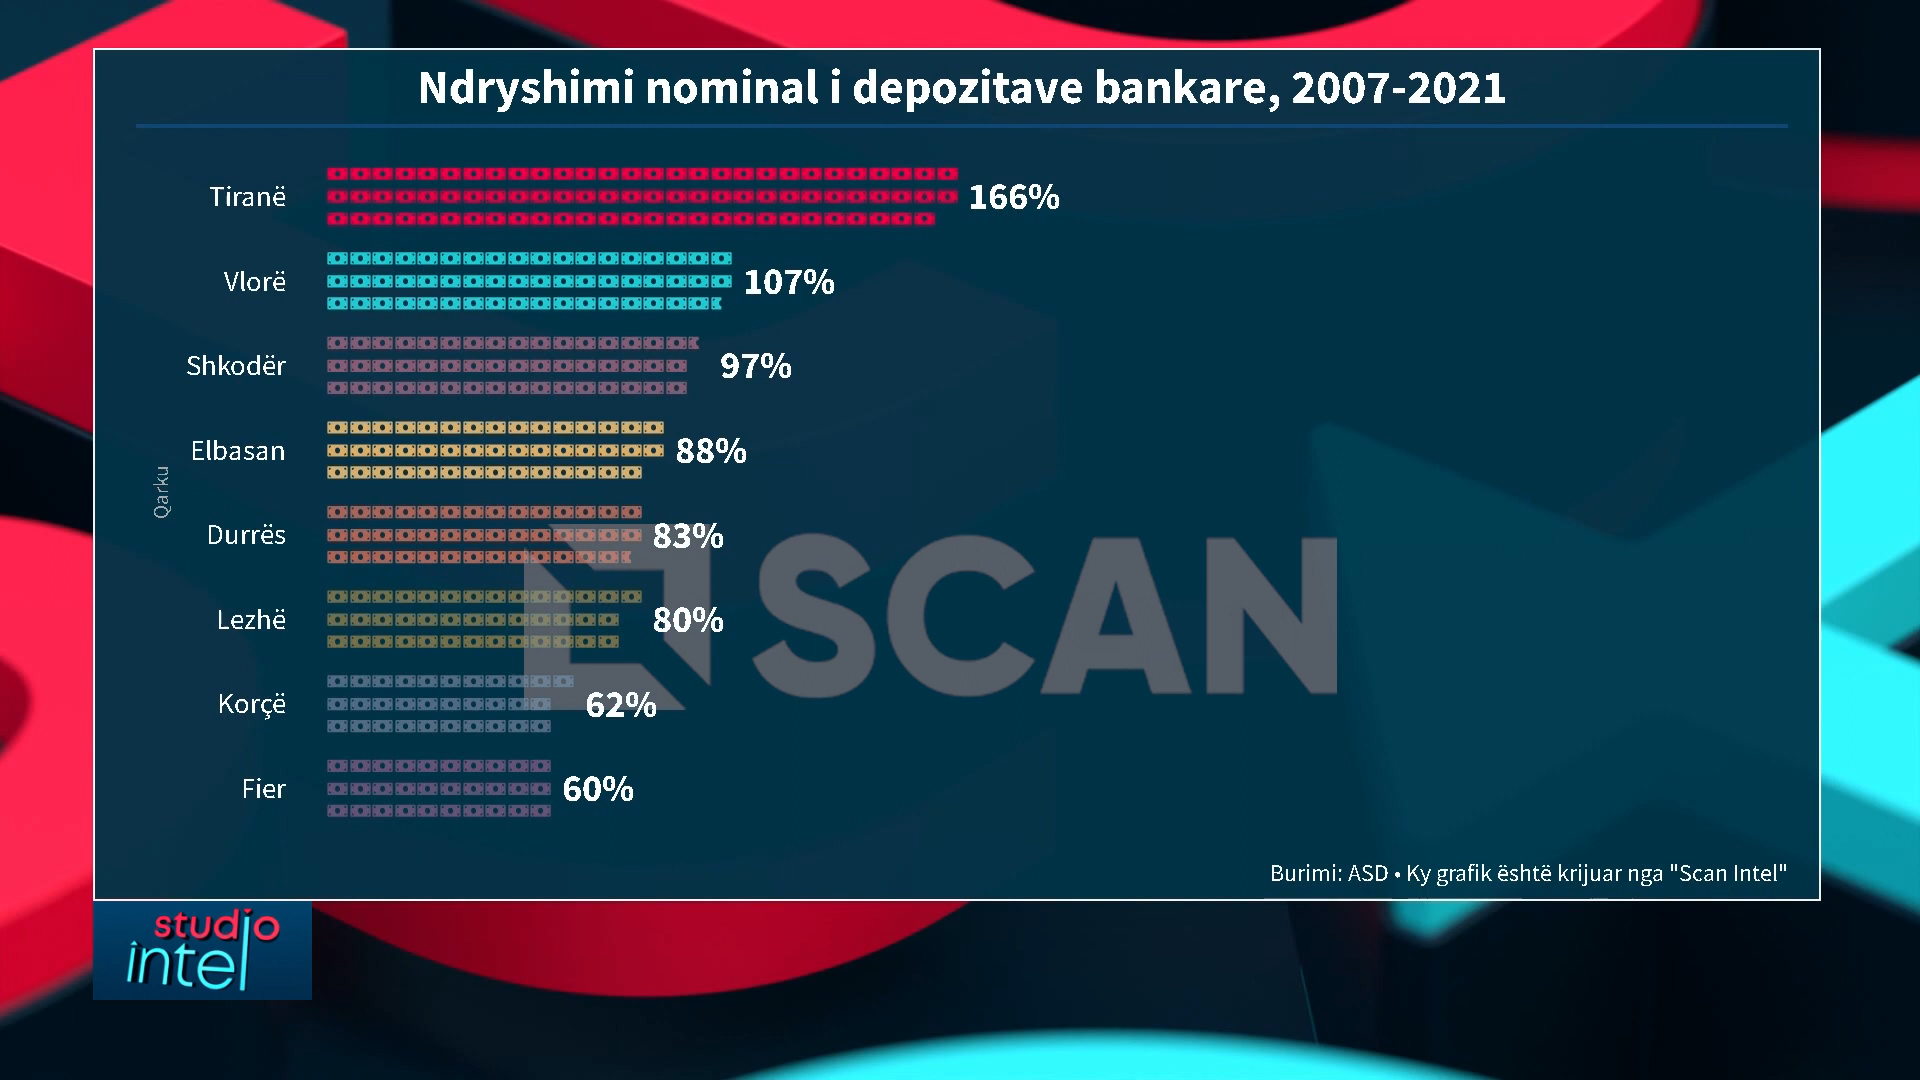 Ndryshimi nominal i depozitave bankare, 2007-2021
Qarku
Tiranë 166%
Vlorë 107%
Shkodër 97%
Elbasan 88%
Durrës 83%
Lezhë 80%
Korçë 62%
Fier 60%
SCAN
Burimi: ASD • Ky grafik është krijuar nga "Scan Intel"
studio
intel